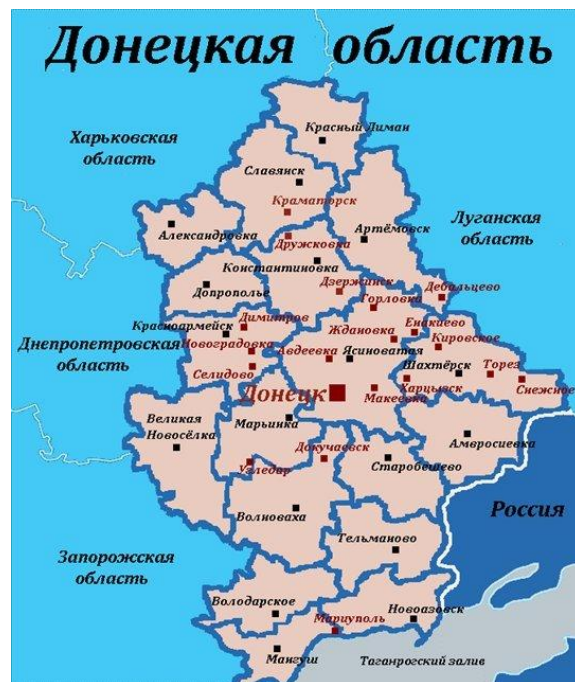 Донецкая область
Харьковская
область
Красный Лиман
Славянск
Краматорск
Александровка
Дружковка
Артёмовск
Луганская
область
Константиновка
Доброполье
Дзержинск
Дебальцево
Горловка
Красноармейск
Димитров
Ждановка
Енакиево
Кировское
Днепропетровская
область
Новогродовка
Авдеевка
Ясиноватая
Шахтёрск
Торез
Селидово
Харцызск
Снежное
Донецк
Макеевка
Великая
Новосёлка
Марьинка
Амвросиевка
Докучаевск
Угледар
Старобешево
Волноваха
Россия
Тельманово
Запорожская
область
Володарское
Мариуполь
Новоазовск
Мангуш
Таганрогский залив